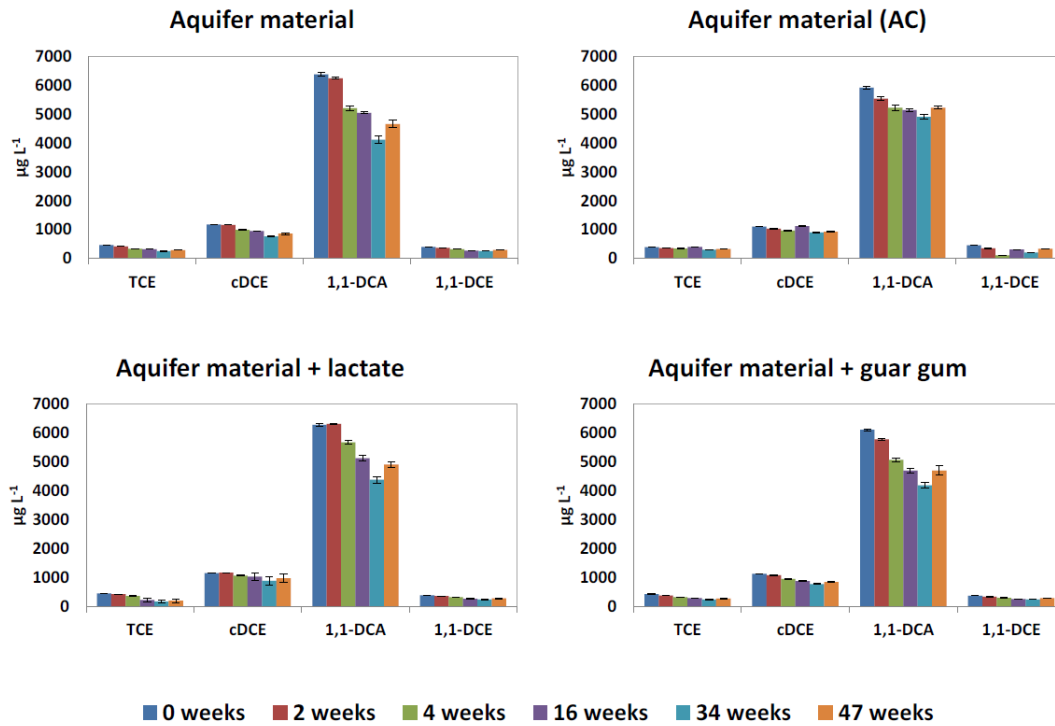 Aquifer material
Aquifer material (AC)
7000
6000
5000
4000
3000
2000
1000
0
µg L-1
TCE cDCE 1,1-DCA 1,1-DCE
7000
6000
5000
4000
3000
2000
1000
0
µg L-1
TCE cDCE 1,1-DCA 1,1-DCE
Aquifer material + lactate
Aquifer material + guar gum
7000
6000
5000
4000
3000
2000
1000
0
µg L-1
TCE cDCE 1,1-DCA 1,1-DCE
7000
6000
5000
4000
3000
2000
1000
0
µg L-1
TCE cDCE 1,1-DCA 1,1-DCE
0 weeks 2 weeks 4 weeks 16 weeks 34 weeks 47 weeks